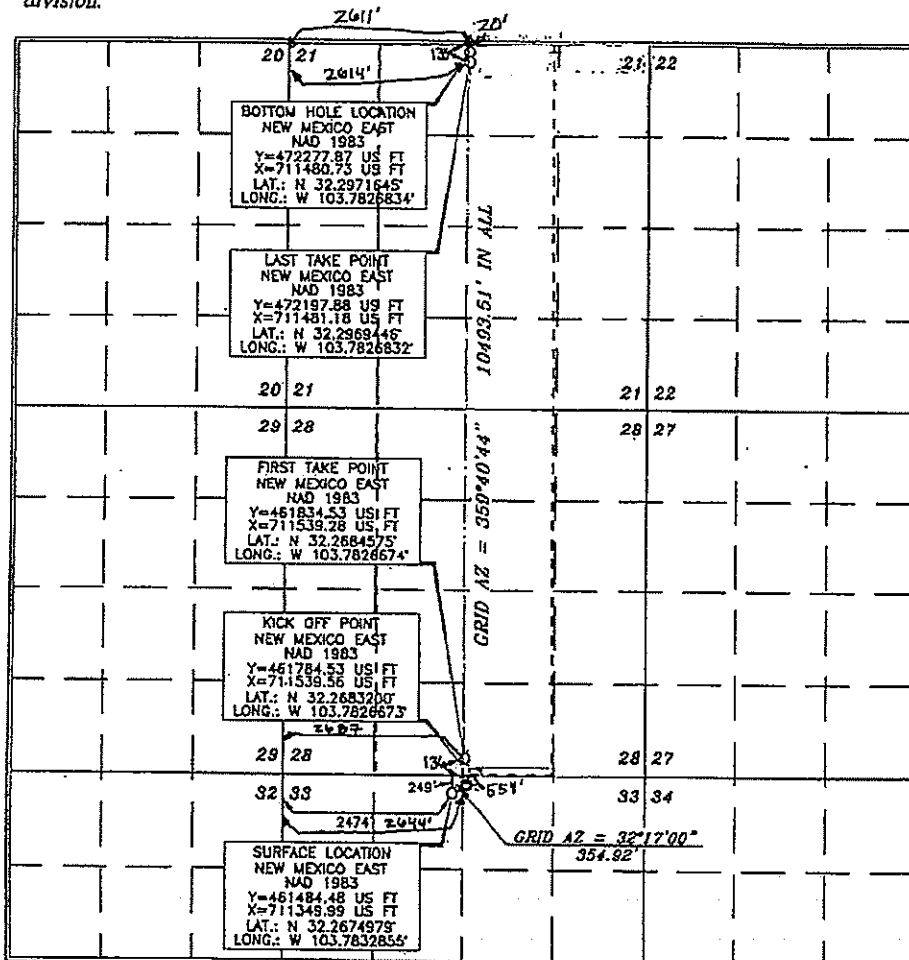 division.
2611'
20'
20 21
13'
21 22
2614'
BOTTOM HOLE LOCATION
NEW MEXICO EAST
NAD 1983
Y=472277.87 US FT
X=711480.73 US FT
LAT.: N 32.2971645°
LONG.: W 103.7826834°
LAST TAKE POINT
NEW MEXICO EAST
NAD 1983
Y=472197.88 US FT
X=711481.18 US FT
LAT.: N 32.2969446°
LONG.: W 103.7826832°
10493.51' IN ALL
20 21
21 22
29 28
28 27
FIRST TAKE POINT
NEW MEXICO EAST
NAD 1983
Y=461834.53 US FT
X=711539.28 US FT
LAT.: N 32.2684575°
LONG.: W 103.7826674°
GRID AZ = 359°40'44"
KICK OFF POINT
NEW MEXICO EAST
NAD 1983
Y=461784.53 US FT
X=711539.56 US FT
LAT.: N 32.2683200°
LONG.: W 103.7826673°
29 28
13'
28 27
32 33
249'
33 34
2474'
2644'
GRID AZ = 32°17'00"
354.92'
SURFACE LOCATION
NEW MEXICO EAST
NAD 1983
Y=461484.48 US FT
X=711349.99 US FT
LAT.: N 32.2674979°
LONG.: W 103.7832855°